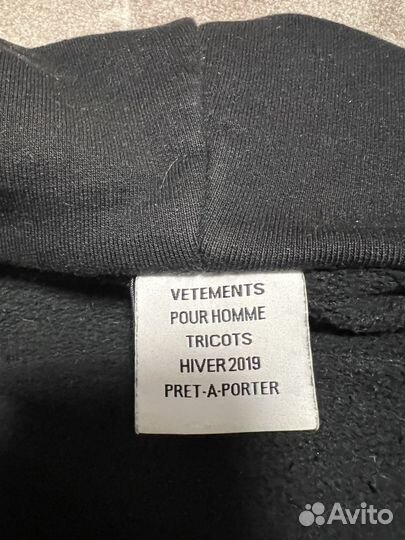 VETEMENTS
POUR HOMME
TRICOTS
HIVER 2019
PRET-A-PORTER
Avito